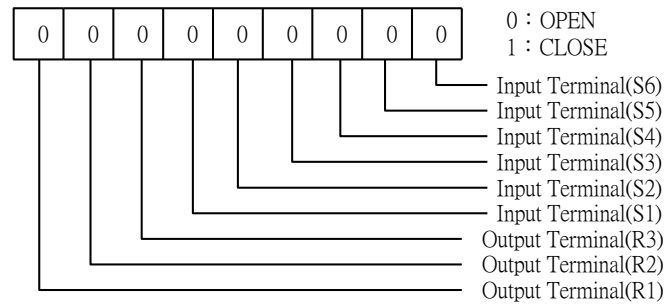 0 0 0 0 0 0 0 0 0
0：OPEN
1：CLOSE
Input Terminal(S6)
Input Terminal(S5)
Input Terminal(S4)
Input Terminal(S3)
Input Terminal(S2)
Input Terminal(S1)
Output Terminal(R3)
Output Terminal(R2)
Output Terminal(R1)